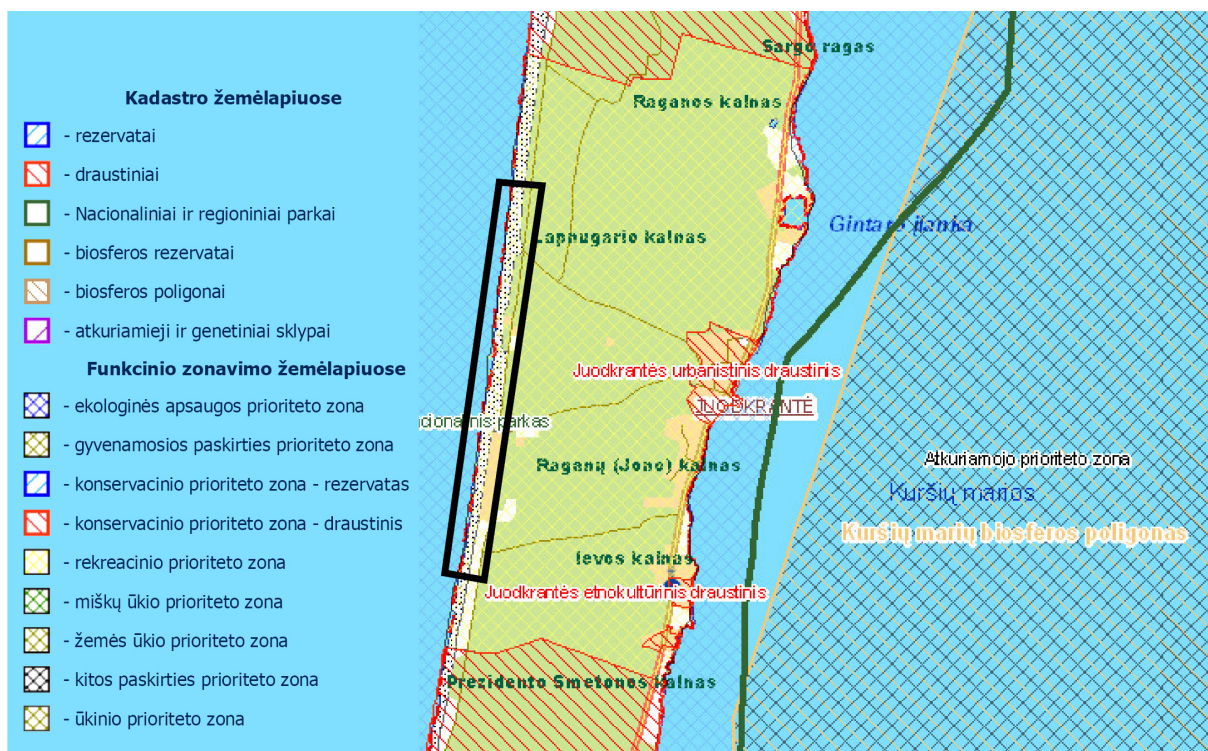 Kadastro žemėlapiuose
- rezervatai
- draustiniai
- Nacionaliniai ir regioniniai parkai
- biosferos rezervatai
- biosferos poligonai
- atkuriamieji ir genetiniai sklypai
Funkcinio zonavimo žemėlapiuose
- ekologinės apsaugos prioriteto zona
- gyvenamosios paskirties prioriteto zona
- konservacinio prioriteto zona - rezervatas
- konservacinio prioriteto zona - draustinis
- rekreacinio prioriteto zona
- miškų ūkio prioriteto zona
- žemės ūkio prioriteto zona
- kitos paskirties prioriteto zona
- ūkinio prioriteto zona
Sargo ragas
Raganos kalnas
Gintaro įlanka
Lapnugario kalnas
Juodkrantės urbanistinis draustinis
JUODKRANTĖ
cionalinis parkas
Raganų (Jono) kalnas
Atkuriamojo prioriteto zona
Kuršių marios
Kuršių marių biosferos poligonas
Ievos kalnas
Juodkrantės etnokultūrinis draustinis
Prezidento Smetonos kalnas